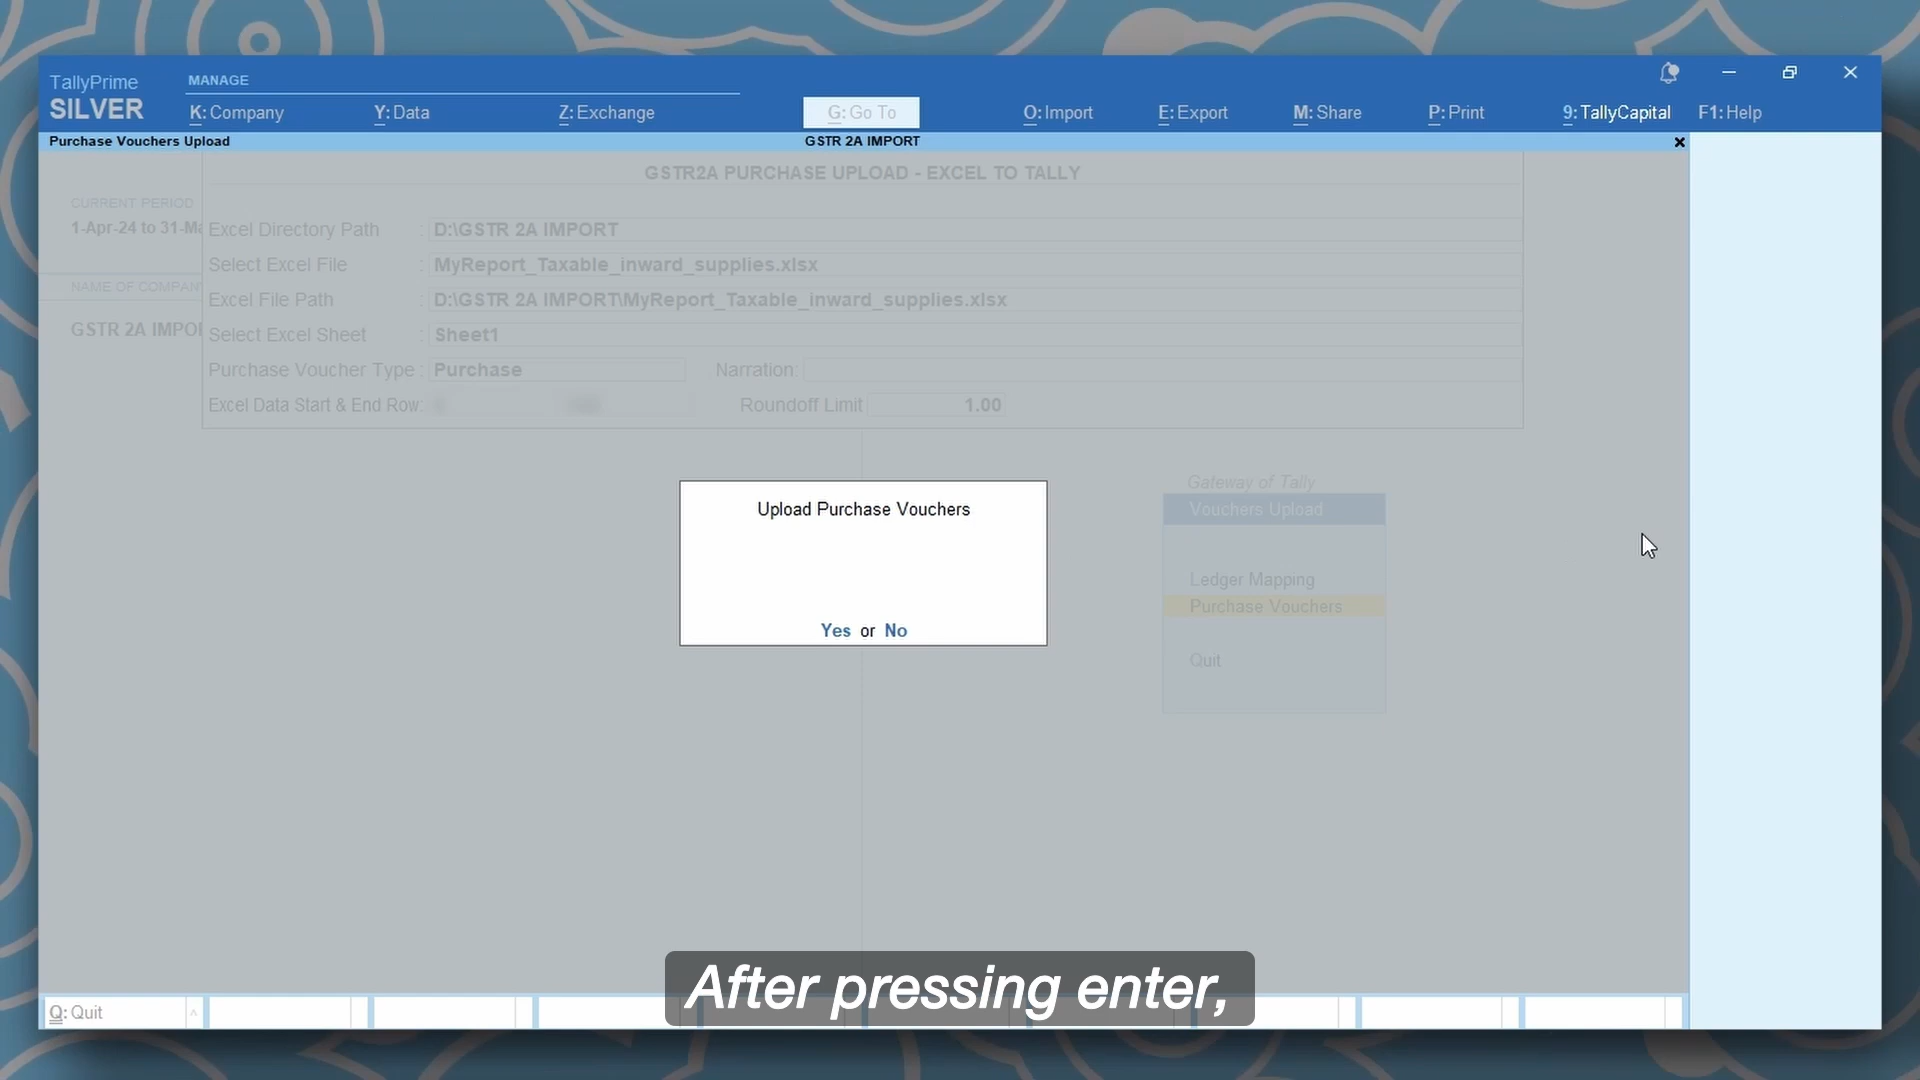 TallyPrime
SILVER
MANAGE
K: Company
Y: Data
Z: Exchange
G: Go To
O: Import
E: Export
M: Share
P: Print
9: TallyCapital
F1: Help
Purchase Vouchers Upload
GSTR 2A IMPORT
GSTR2A PURCHASE UPLOAD - EXCEL TO TALLY
CURRENT PERIOD
1-Apr-24 to 31-Ma
NAME OF COMPAN
GSTR 2A IMPO
Excel Directory Path : D:\GSTR 2A IMPORT
Select Excel File : MyReport_Taxable_inward_supplies.xlsx
Excel File Path : D:\GSTR 2A IMPORT\MyReport_Taxable_inward_supplies.xlsx
Select Excel Sheet : Sheet1
Purchase Voucher Type : Purchase Narration:
Excel Data Start & End Row: Roundoff Limit 1.00
Upload Purchase Vouchers
Yes or No
Gateway of Tally
Vouchers Upload
Ledger Mapping
Purchase Vouchers
Quit
After pressing enter,
Q: Quit